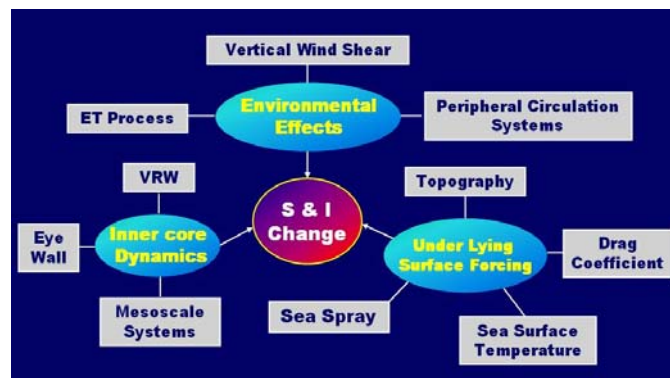 Vertical Wind Shear
Environmental
Effects
ET Process
Peripheral Circulation
Systems
VRW
Topography
S & I
Change
Eye
Wall
Inner core
Dynamics
Under Lying
Surface Forcing
Drag
Coefficient
Mesoscale
Systems
Sea Spray
Sea Surface
Temperature